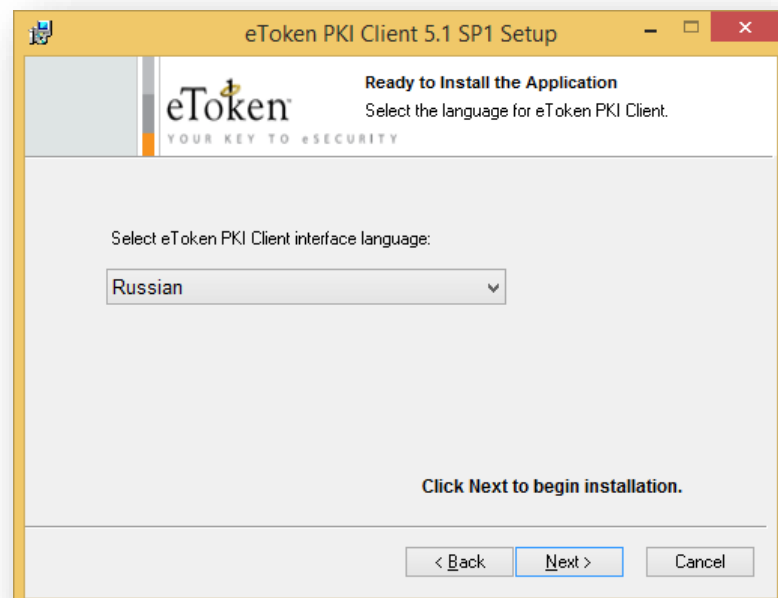 eToken PKI Client 5.1 SP1 Setup
eToken
YOUR KEY TO eSECURITY
Ready to Install the Application
Select the language for eToken PKI Client.
Select eToken PKI Client interface language:
Russian
Click Next to begin installation.
< Back
Next >
Cancel